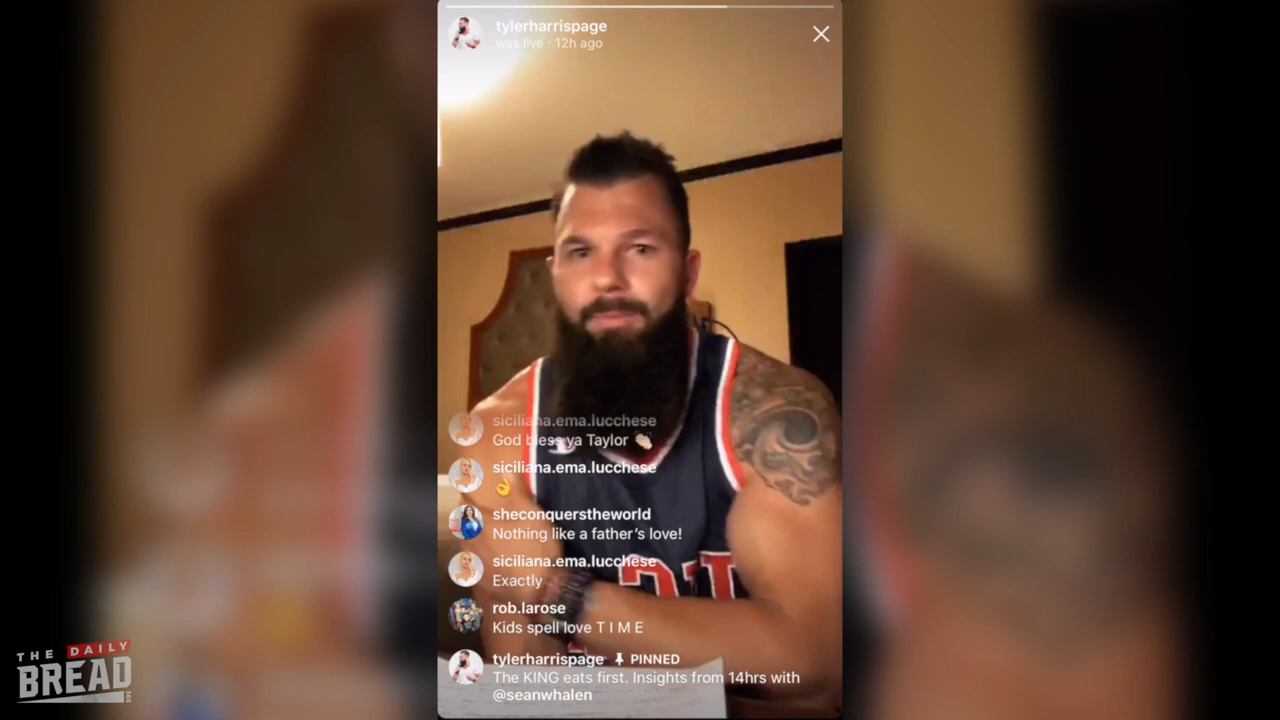 tylerharrispage
was live · 12h ago
siciliana.ema.lucchese
God bless ya Taylor 👏🏻
siciliana.ema.lucchese
👌
sheconquerstheworld
Nothing like a father's love!
siciliana.ema.lucchese
Exactly
rob.larose
Kids spell love T I M E
tylerharrispage PINNED
The KING eats first. Insights from 14hrs with
@seanwhalen
THE DAILY
BREAD
365